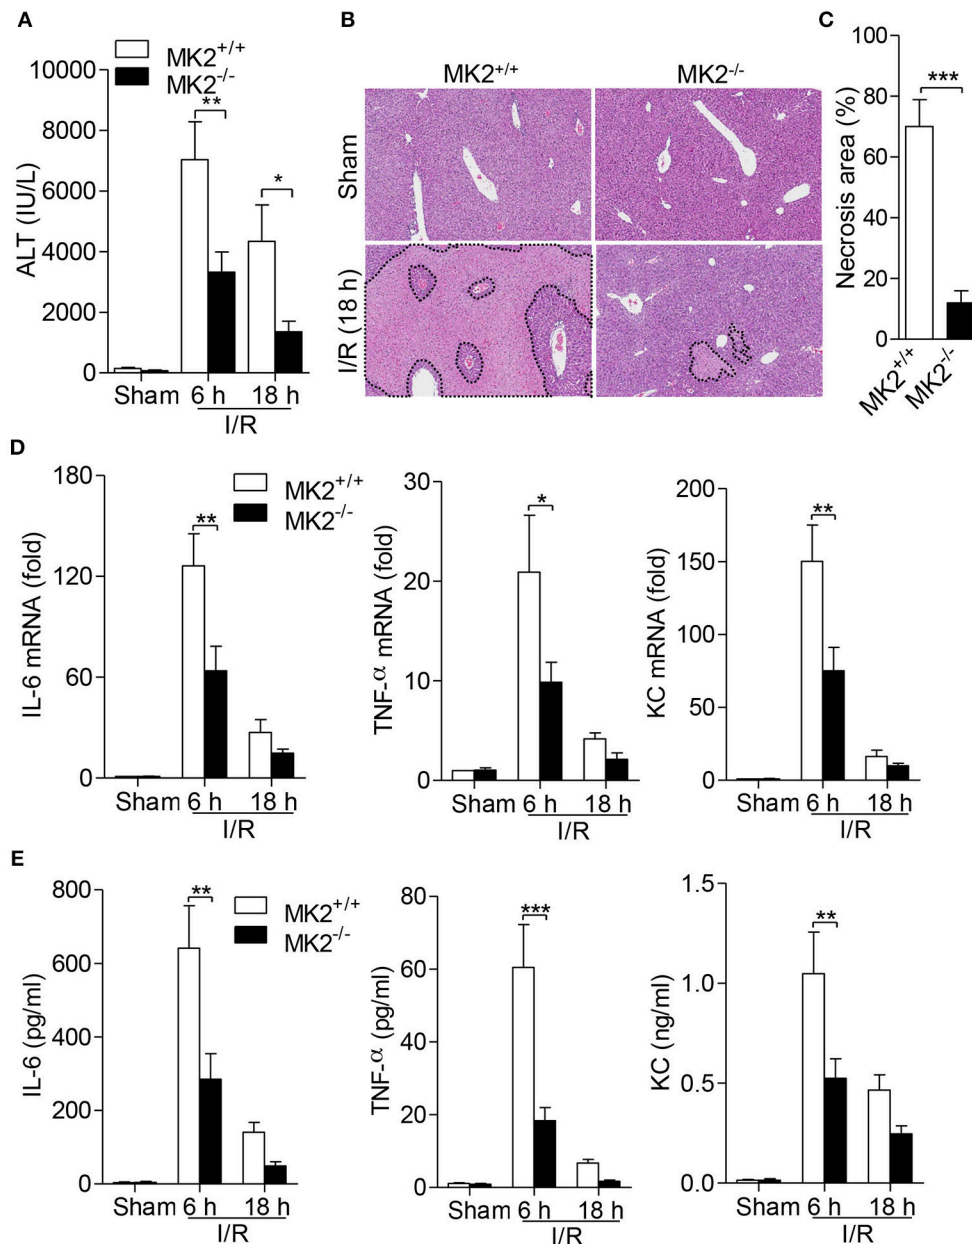 A
MK2+/+
MK2-/-
ALT (IU/L)
10000
8000
6000
4000
2000
0
**
*
Sham 6 h 18 h
I/R
B
MK2+/+ MK2-/-
Sham
I/R (18 h)
C
Necrosis area (%)
100
80
60
40
20
0
***
MK2+/+ MK2-/-
D
MK2+/+
MK2-/-
IL-6 mRNA (fold)
180
120
60
0
**
Sham 6 h 18 h
I/R
TNF-α mRNA (fold)
30
20
10
0
*
Sham 6 h 18 h
I/R
KC mRNA (fold)
200
150
100
50
0
**
Sham 6 h 18 h
I/R
E
MK2+/+
MK2-/-
IL-6 (pg/ml)
800
600
400
200
0
**
Sham 6 h 18 h
I/R
TNF-α (pg/ml)
80
60
40
20
0
***
Sham 6 h 18 h
I/R
KC (ng/ml)
1.5
1.0
0.5
0.0
**
Sham 6 h 18 h
I/R